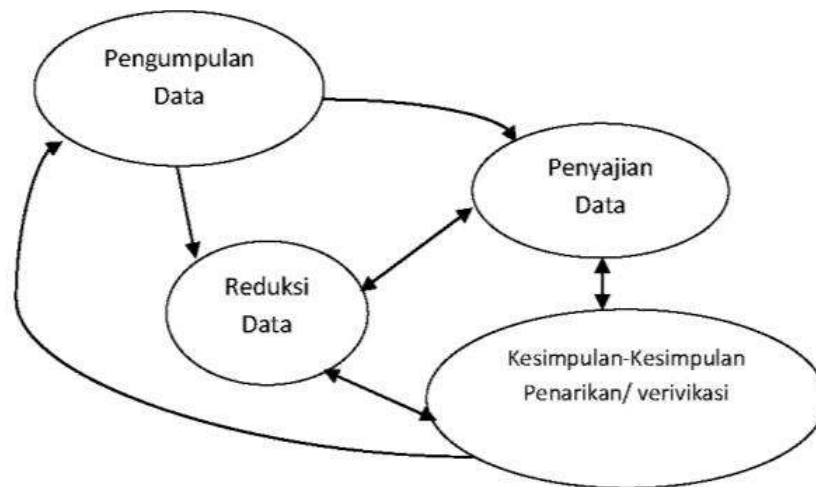 Pengumpulan
Data
Penyajian
Data
Reduksi
Data
Kesimpulan-Kesimpulan
Penarikan/ verivikasi